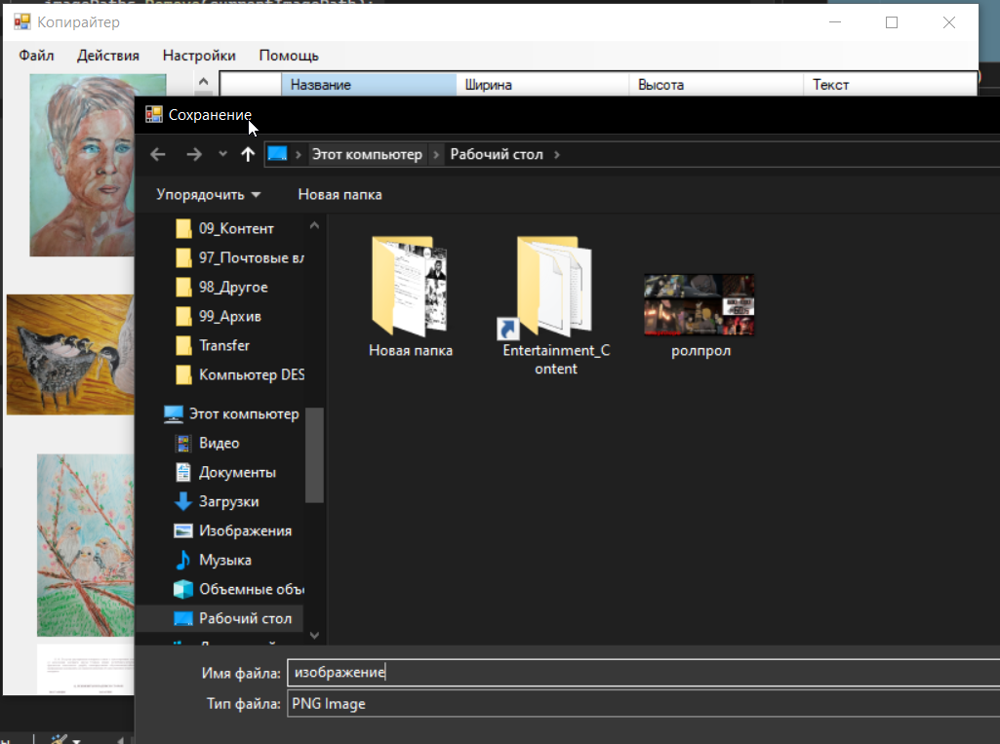 imagePaths.Remove(currentImagePath);
Копирайтер
Файл Действия Настройки Помощь
Название Ширина Высота Текст
Сохранение
Этот компьютер Рабочий стол
Упорядочить Новая папка
09_Контент
97_Почтовые вл
98_Другое
99_Архив
Transfer
Компьютер DES
Этот компьютер
Видео
Документы
Загрузки
Изображения
Музыка
Объемные объ
Рабочий стол
Новая папка
Entertainment_C
ontent
ролпрол
Имя файла: изображение
Тип файла: PNG Image